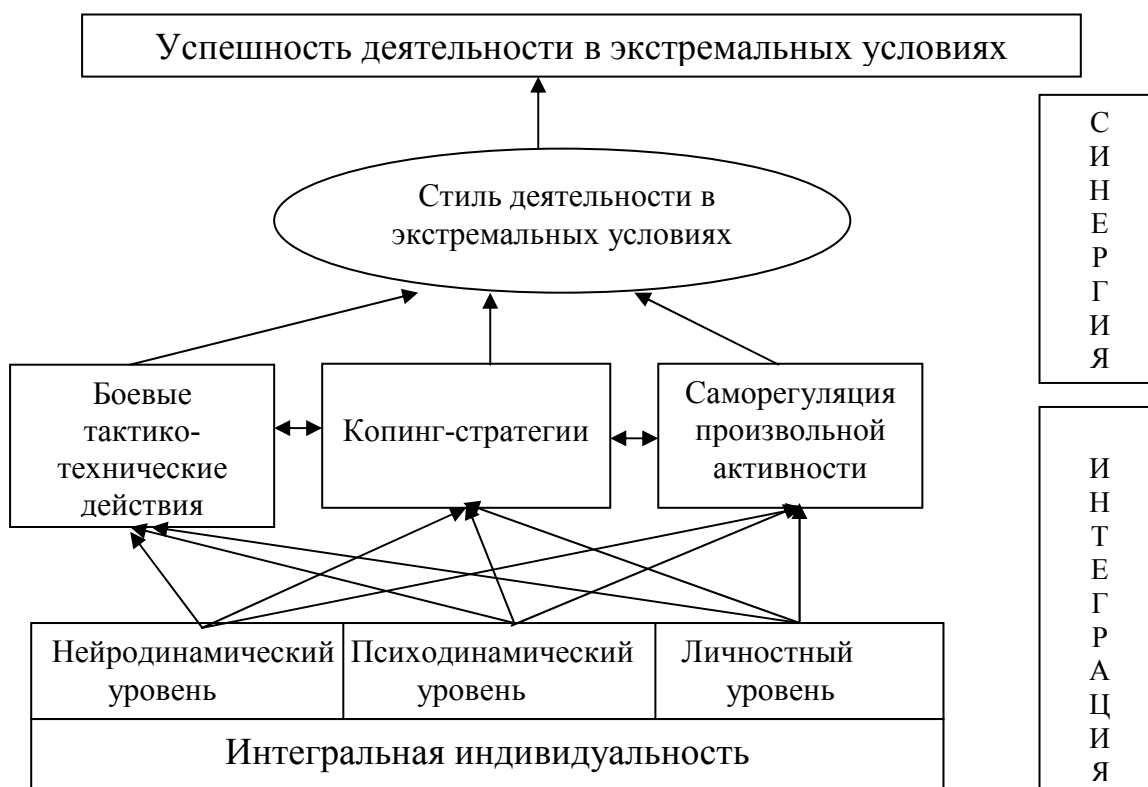 Успешность деятельности в экстремальных условиях
Стиль деятельности в
экстремальных условиях
Боевые
тактико-
технические
действия
Копинг-стратегии
Саморегуляция
произвольной
активности
Нейродинамический
уровень
Психодинамический
уровень
Личностный
уровень
Интегральная индивидуальность
С
И
Н
Е
Р
Г
И
Я
И
Н
Т
Е
Г
Р
А
Ц
И
Я